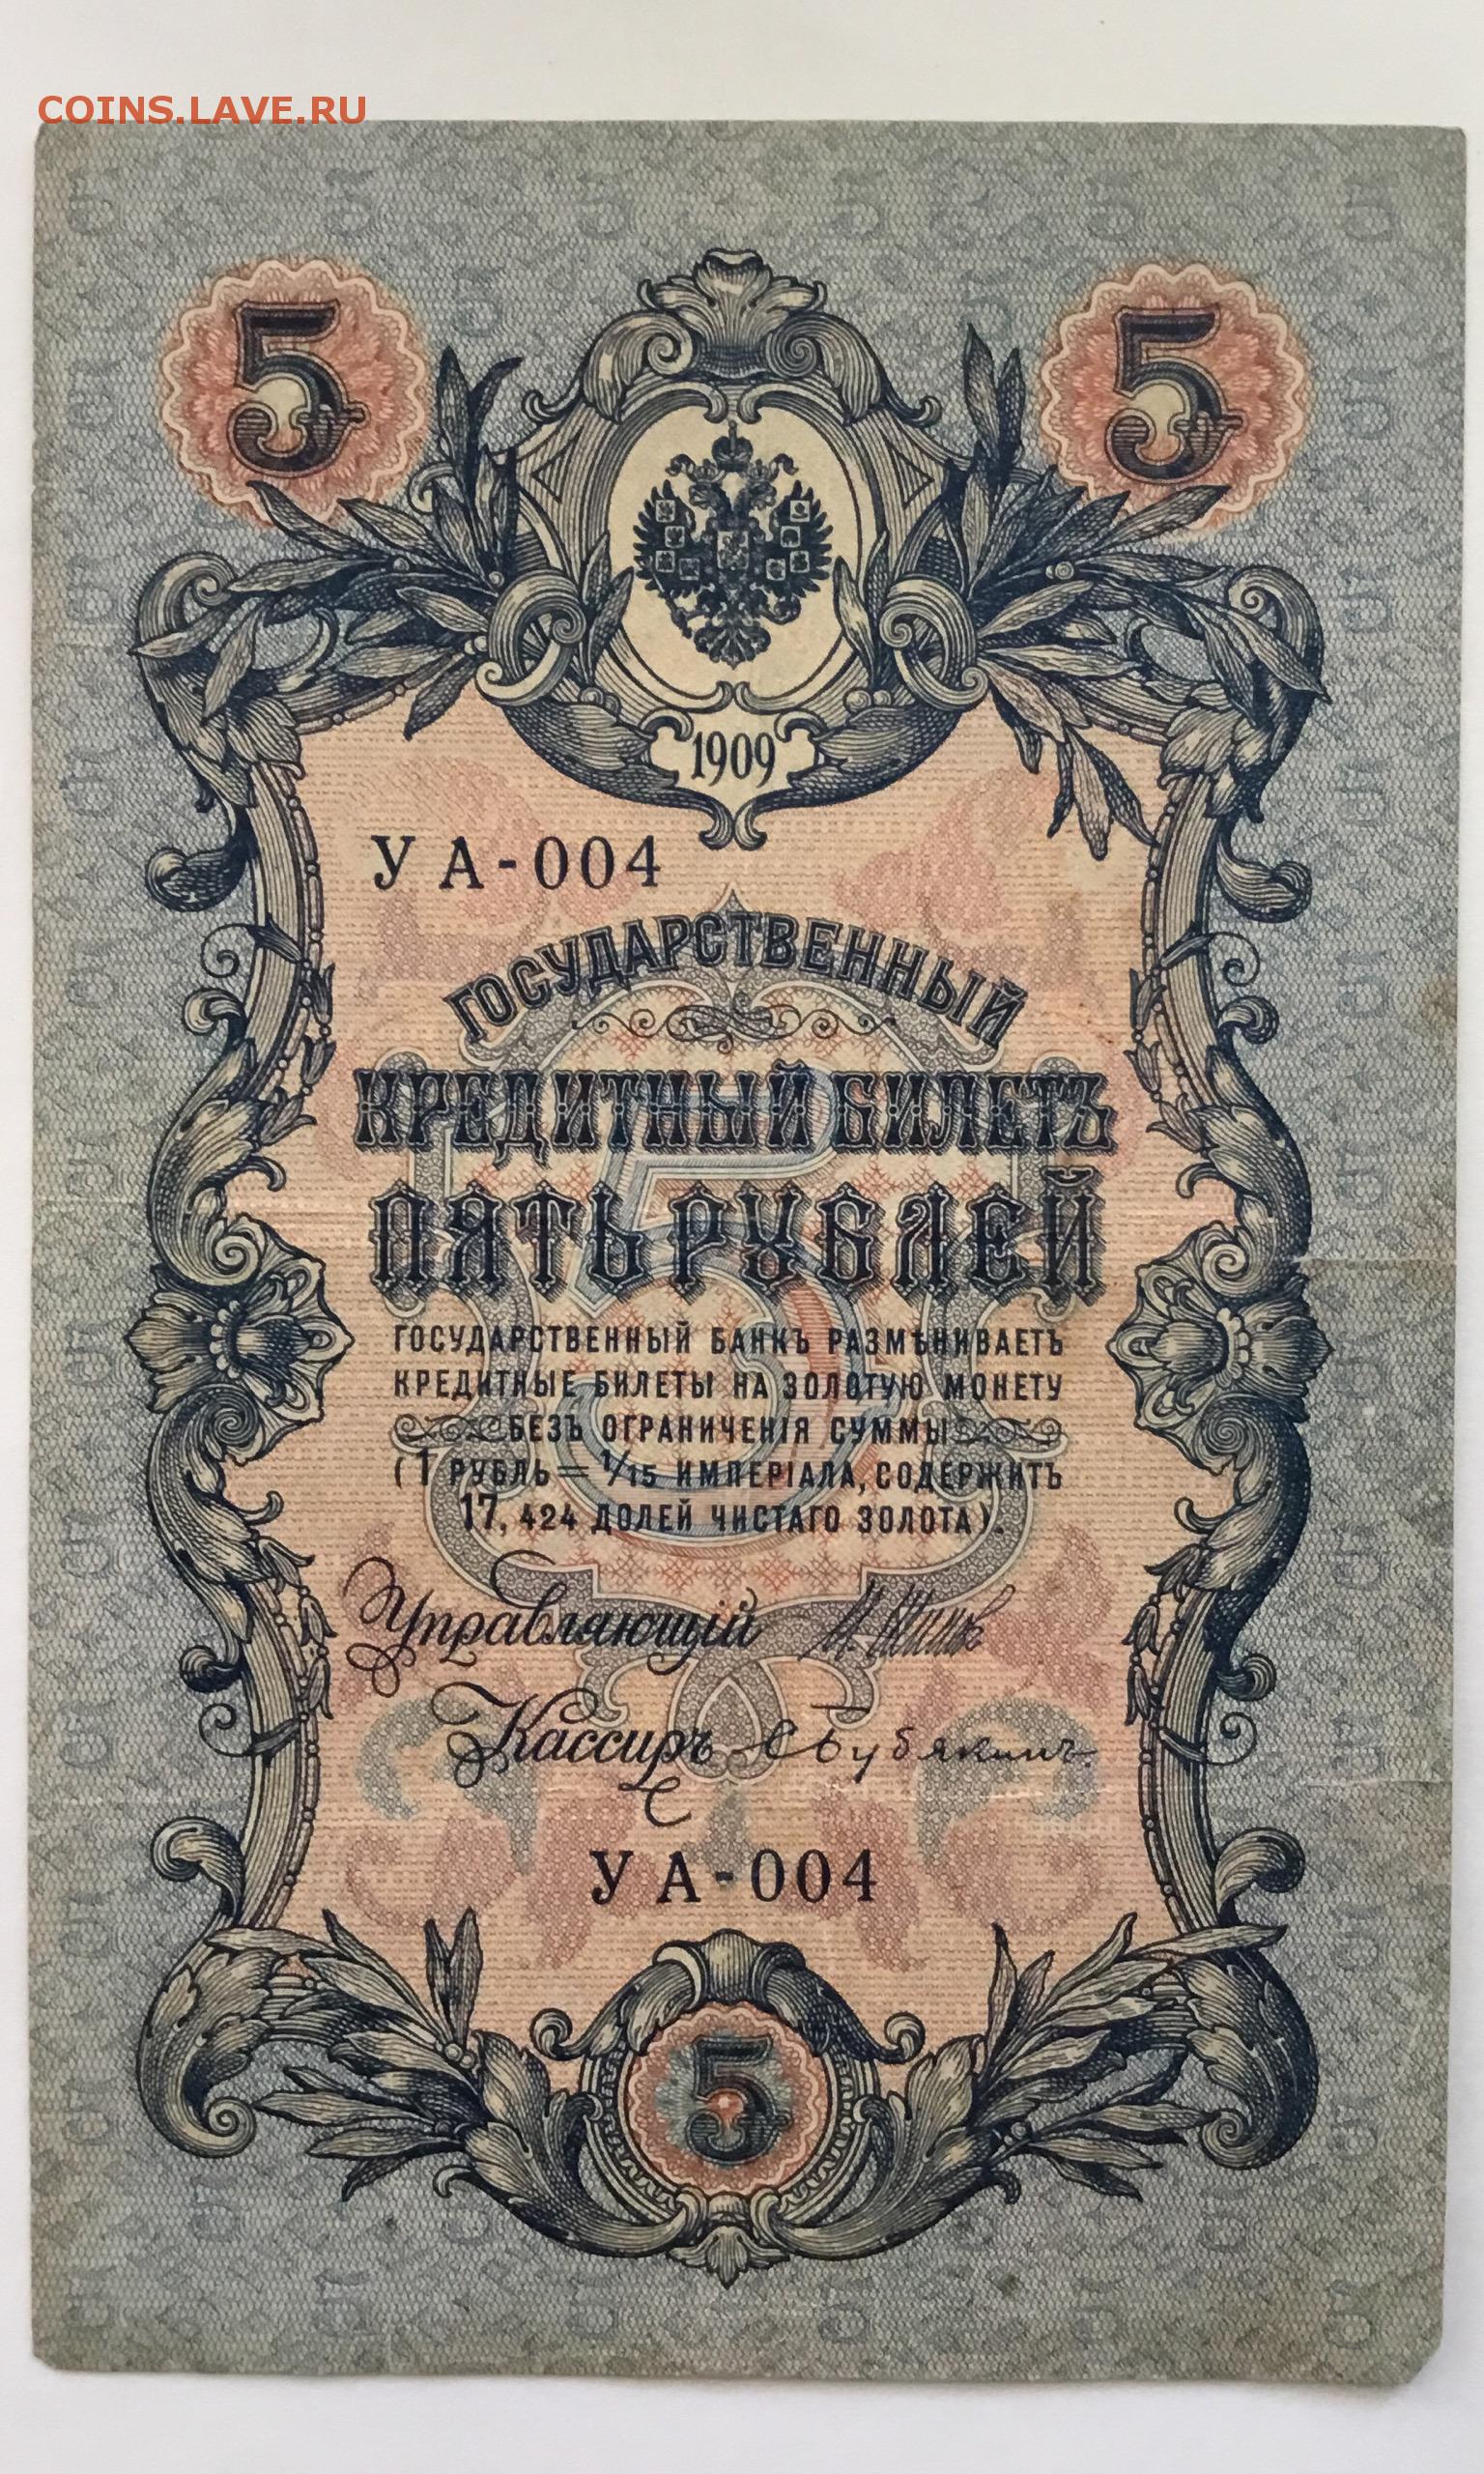 COINS.LAVE.RU
5 5
1909
УА-004
ГОСУДАРСТВЕННЫЙ
КРЕДИТНЫЙ БИЛЕТЪ
ПЯТЬ РУБЛЕЙ
ГОСУДАРСТВЕННЫЙ БАНКЪ РАЗМѢНИВАЕТЪ
КРЕДИТНЫЕ БИЛЕТЫ НА ЗОЛОТУЮ МОНЕТУ
БЕЗЪ ОГРАНИЧЕНІЯ СУММЫ
(1 РУБЛЬ = 1/15 ИМПЕРІАЛА, СОДЕРЖИТЪ
17,424 ДОЛЕЙ ЧИСТАГО ЗОЛОТА).
Управляющій И. Шиповъ
Кассиръ Бубякинъ
УА-004
5